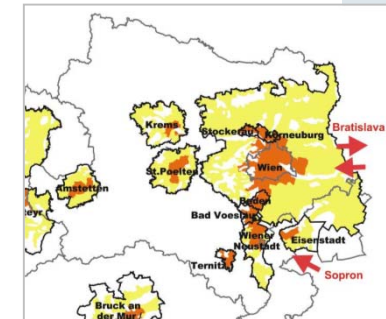 Krems
Stockerau
Korneuburg
Bratislava
St.Poelten
Wien
Amstetten
Baden
Bad Voeslau
Wiener
Neustadt
Eisenstadt
Ternitz
Sopron
Bruck an
der Mur